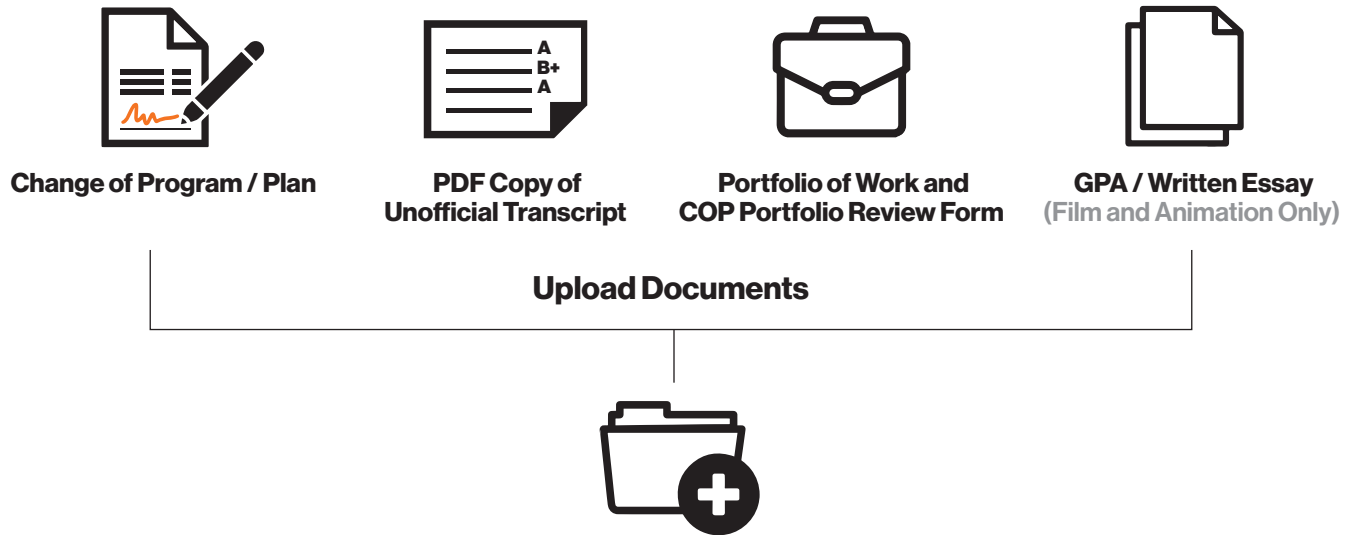 A
B+
A
Change of Program / Plan
PDF Copy of
Unofficial Transcript
Portfolio of Work and
COP Portfolio Review Form
GPA / Written Essay
(Film and Animation Only)
Upload Documents